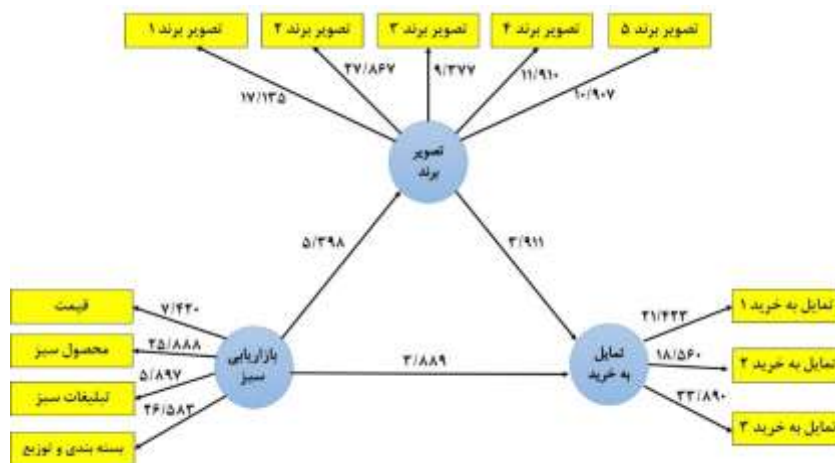 تصویر برند ۱
تصویر برند ۲
تصویر برند ۳
تصویر برند ۴
تصویر برند ۵
۱۷/۱۳۵
۲۷/۸۶۷
۹/۳۷۷
۱۱/۹۱۰
۱۰/۹۰۷
تصویر
برند
۵/۳۹۸
۳/۹۱۱
قیمت
محصول سبز
تبلیغات سبز
بسته بندی و توزیع
۷/۴۲۰
۲۵/۸۸۸
۵/۸۹۷
۲۶/۵۸۳
بازاریابی
سبز
۳/۸۸۹
تمایل
به خرید
۲۱/۴۲۳
۱۸/۵۶۰
۳۳/۸۹۰
تمایل به خرید ۱
تمایل به خرید ۲
تمایل به خرید ۳